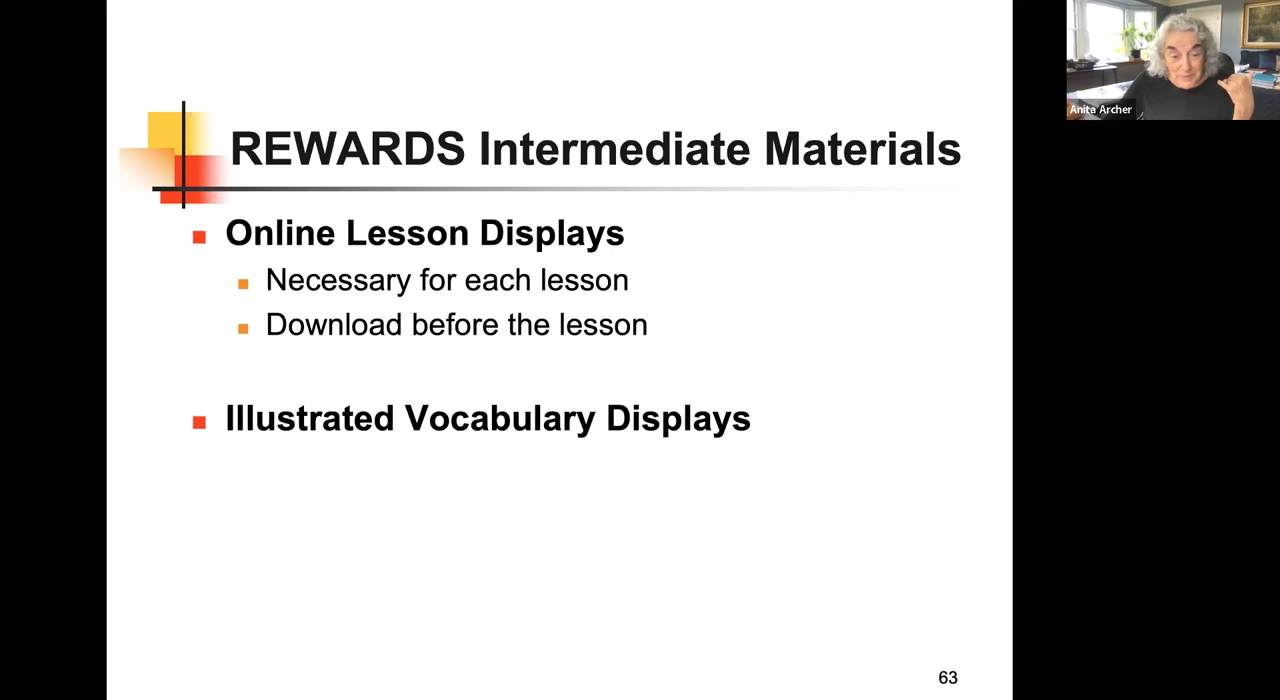 REWARDS Intermediate Materials
Online Lesson Displays
Necessary for each lesson
Download before the lesson
Illustrated Vocabulary Displays
63
Anita Archer